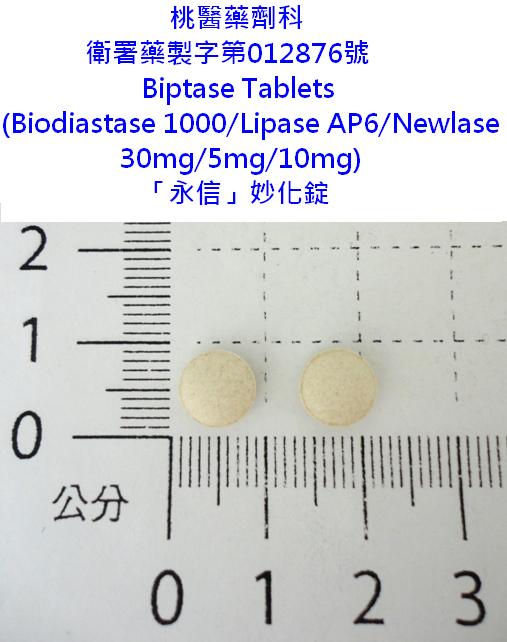 桃醫藥劑科
衛署藥製字第012876號
Biptase Tablets
(Biodiastase 1000/Lipase AP6/Newlase
30mg/5mg/10mg)
「永信」妙化錠
2
1
0
公分
0 1 2 3